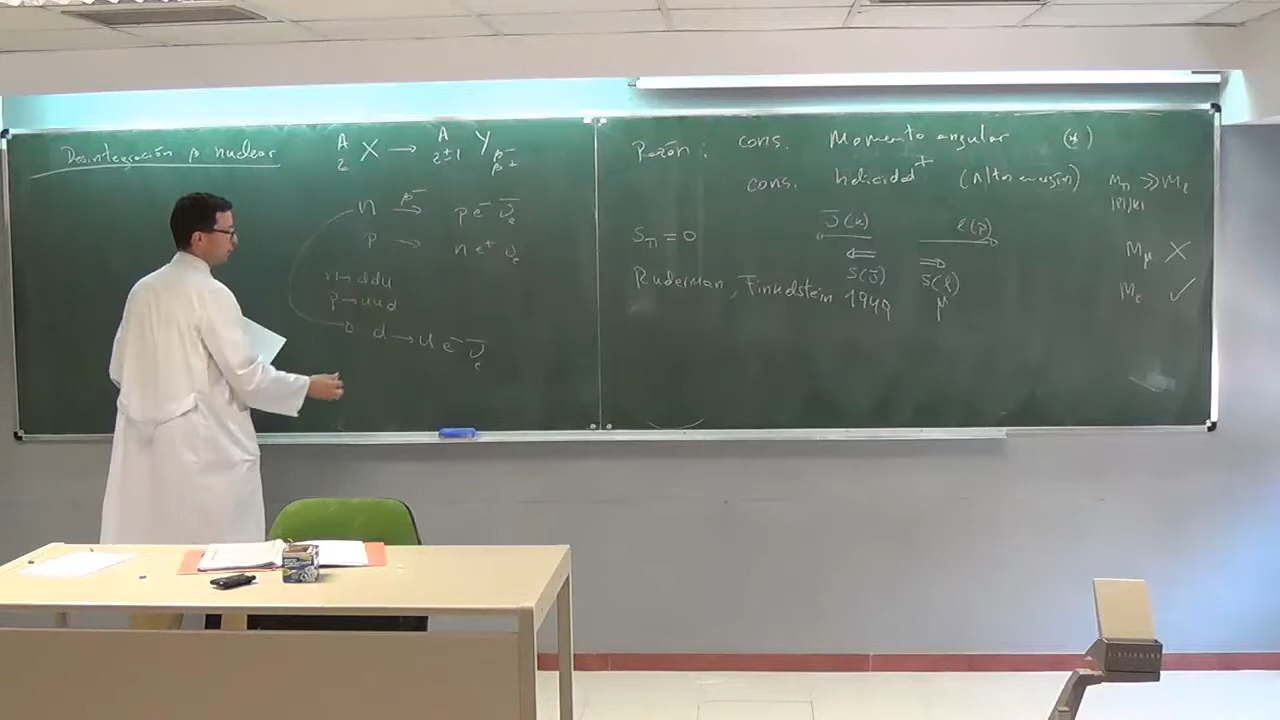 Desintegración β nuclear
A Z X → A Z±1 Y β- β+
n β- → p e- ν̄e
p → n e+ νe
n → ddu
p → uud
d → u e- ν̄e
Razón: cons. Momento angular (*)
cons. helicidad+ (Alta energía) Mπ >> Me
|p|,|k|
ν̄(k) ℓ(p)
Sπ = 0
⇐ ⇒
Mμ X
S(ν̄) S(ℓ)
Ruderman, Finkelstein 1949
μ
Me ✓